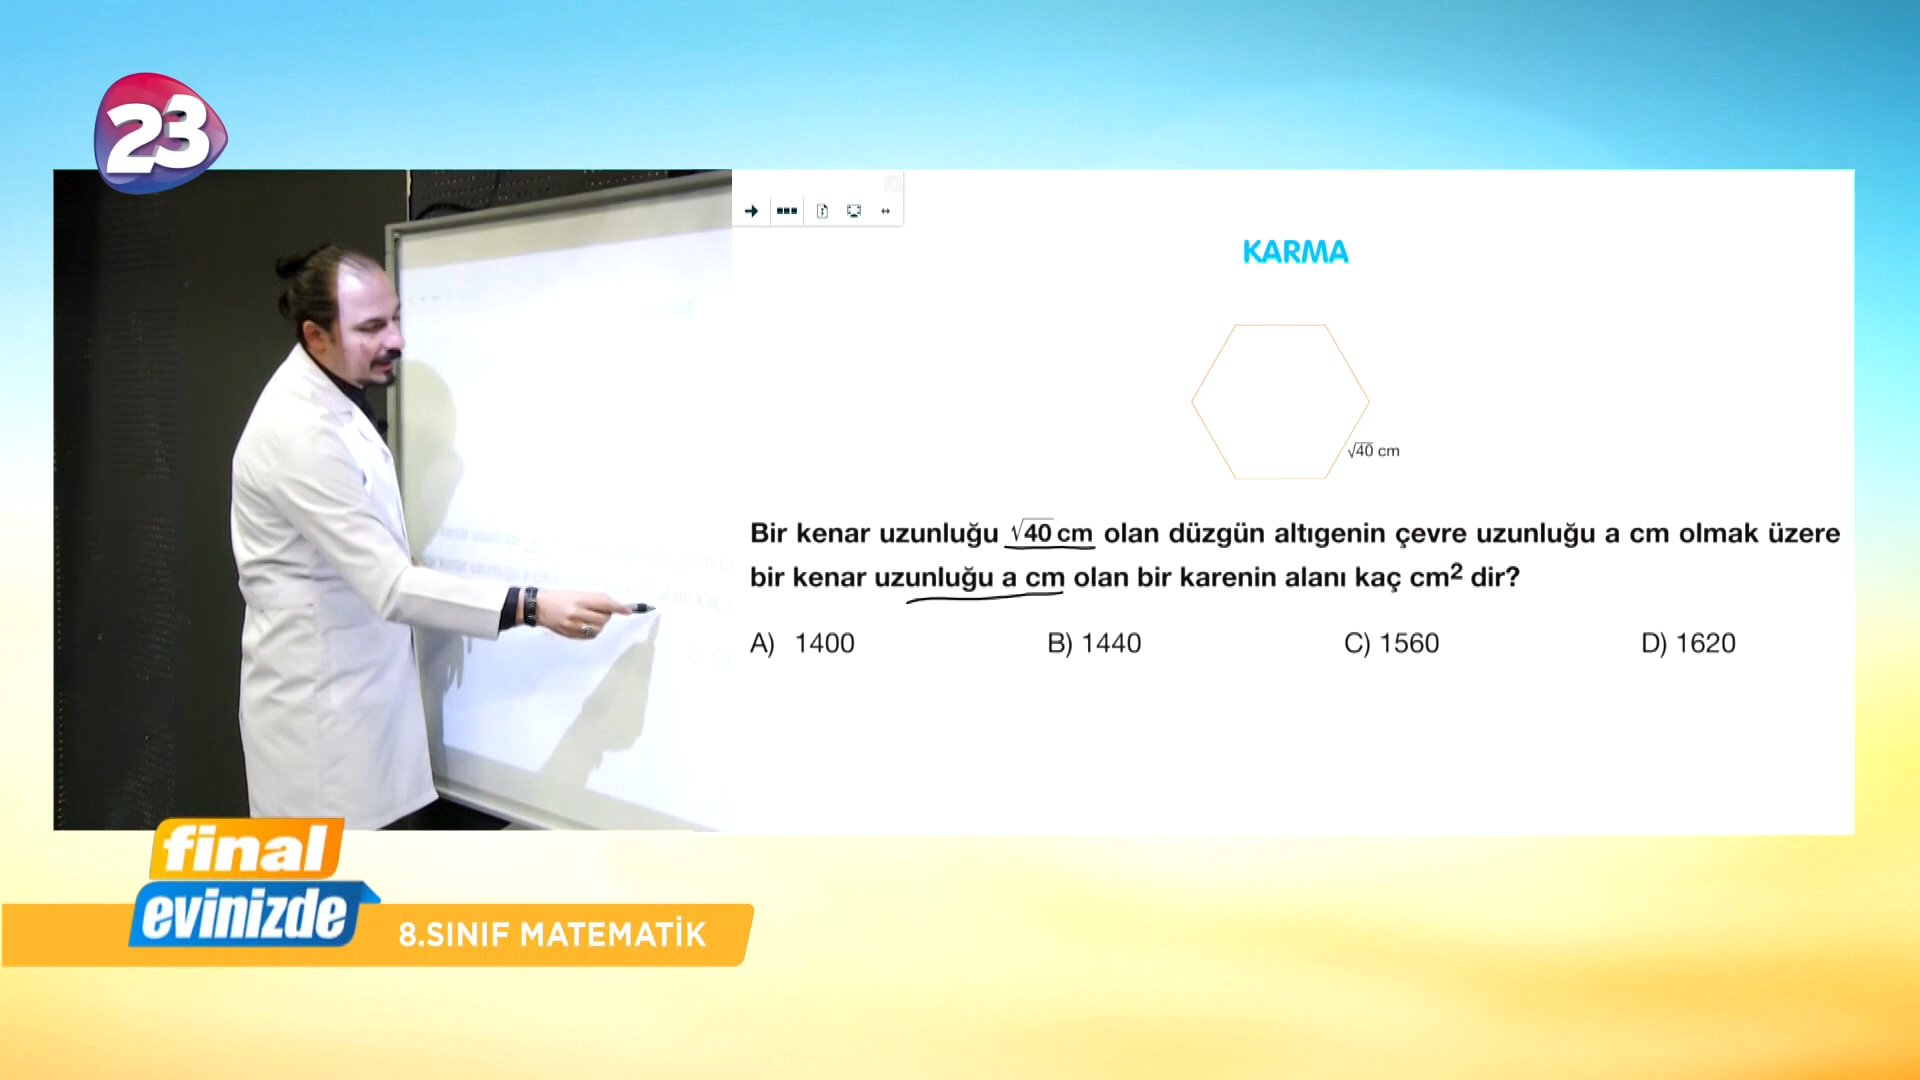 23
KARMA
√40 cm
Bir kenar uzunluğu √40 cm olan düzgün altıgenin çevre uzunluğu a cm olmak üzere
bir kenar uzunluğu a cm olan bir karenin alanı kaç cm² dir?
A) 1400 B) 1440 C) 1560 D) 1620
final
evinizde
8.SINIF MATEMATİK